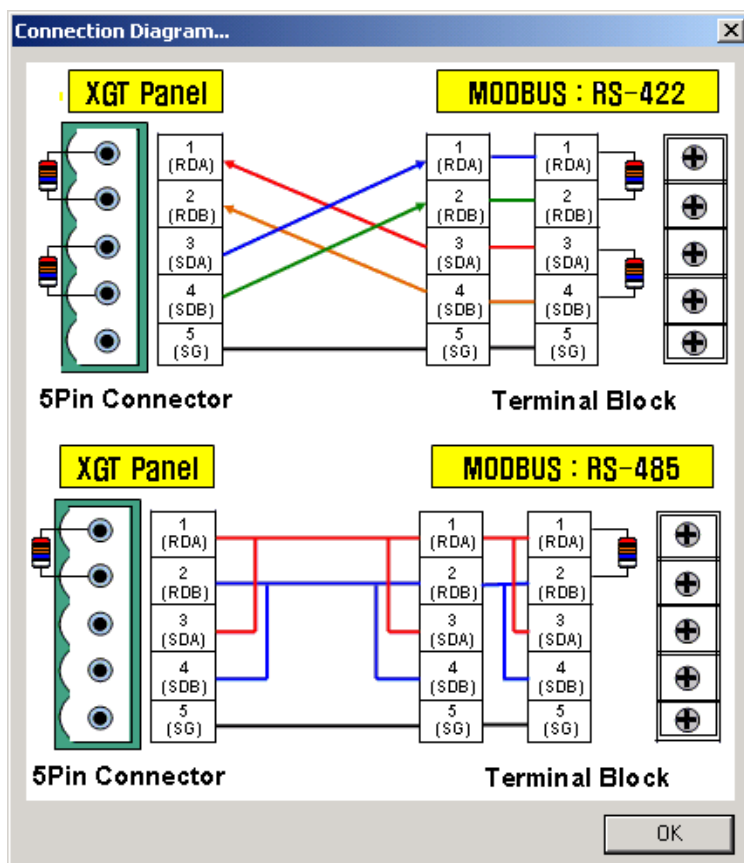 Connection Diagram...
XGT Panel
MODBUS : RS-422
1
(RDA)
2
(RDB)
3
(SDA)
4
(SDB)
5
(SG)
1
(RDA)
2
(RDB)
3
(SDA)
4
(SDB)
5
(SG)
1
(RDA)
2
(RDB)
3
(SDA)
4
(SDB)
5
(SG)
5Pin Connector
Terminal Block
XGT Panel
MODBUS : RS-485
1
(RDA)
2
(RDB)
3
(SDA)
4
(SDB)
5
(SG)
1
(RDA)
2
(RDB)
3
(SDA)
4
(SDB)
5
(SG)
1
(RDA)
2
(RDB)
3
(SDA)
4
(SDB)
5
(SG)
5Pin Connector
Terminal Block
OK